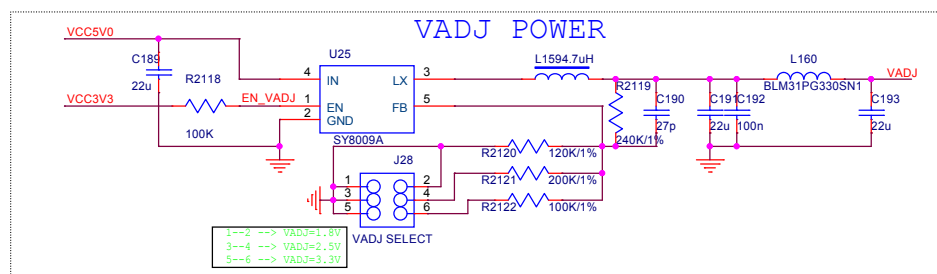 VADJ POWER
VCC5V0
C189
22u
R2118
100K
VCC3V3
EN_VADJ
U25
4 IN LX 3
1 EN FB 5
2 GND
SY8009A
L159 4.7uH
R2119
240K/1%
C190
27p
C191
22u
C192
100n
L160
BLM31PG330SN1
VADJ
C193
22u
R2120 120K/1%
R2121 200K/1%
R2122 100K/1%
J28
1 2
3 4
5 6
VADJ SELECT
1--2 --> VADJ=1.8V
3--4 --> VADJ=2.5V
5--6 --> VADJ=3.3V